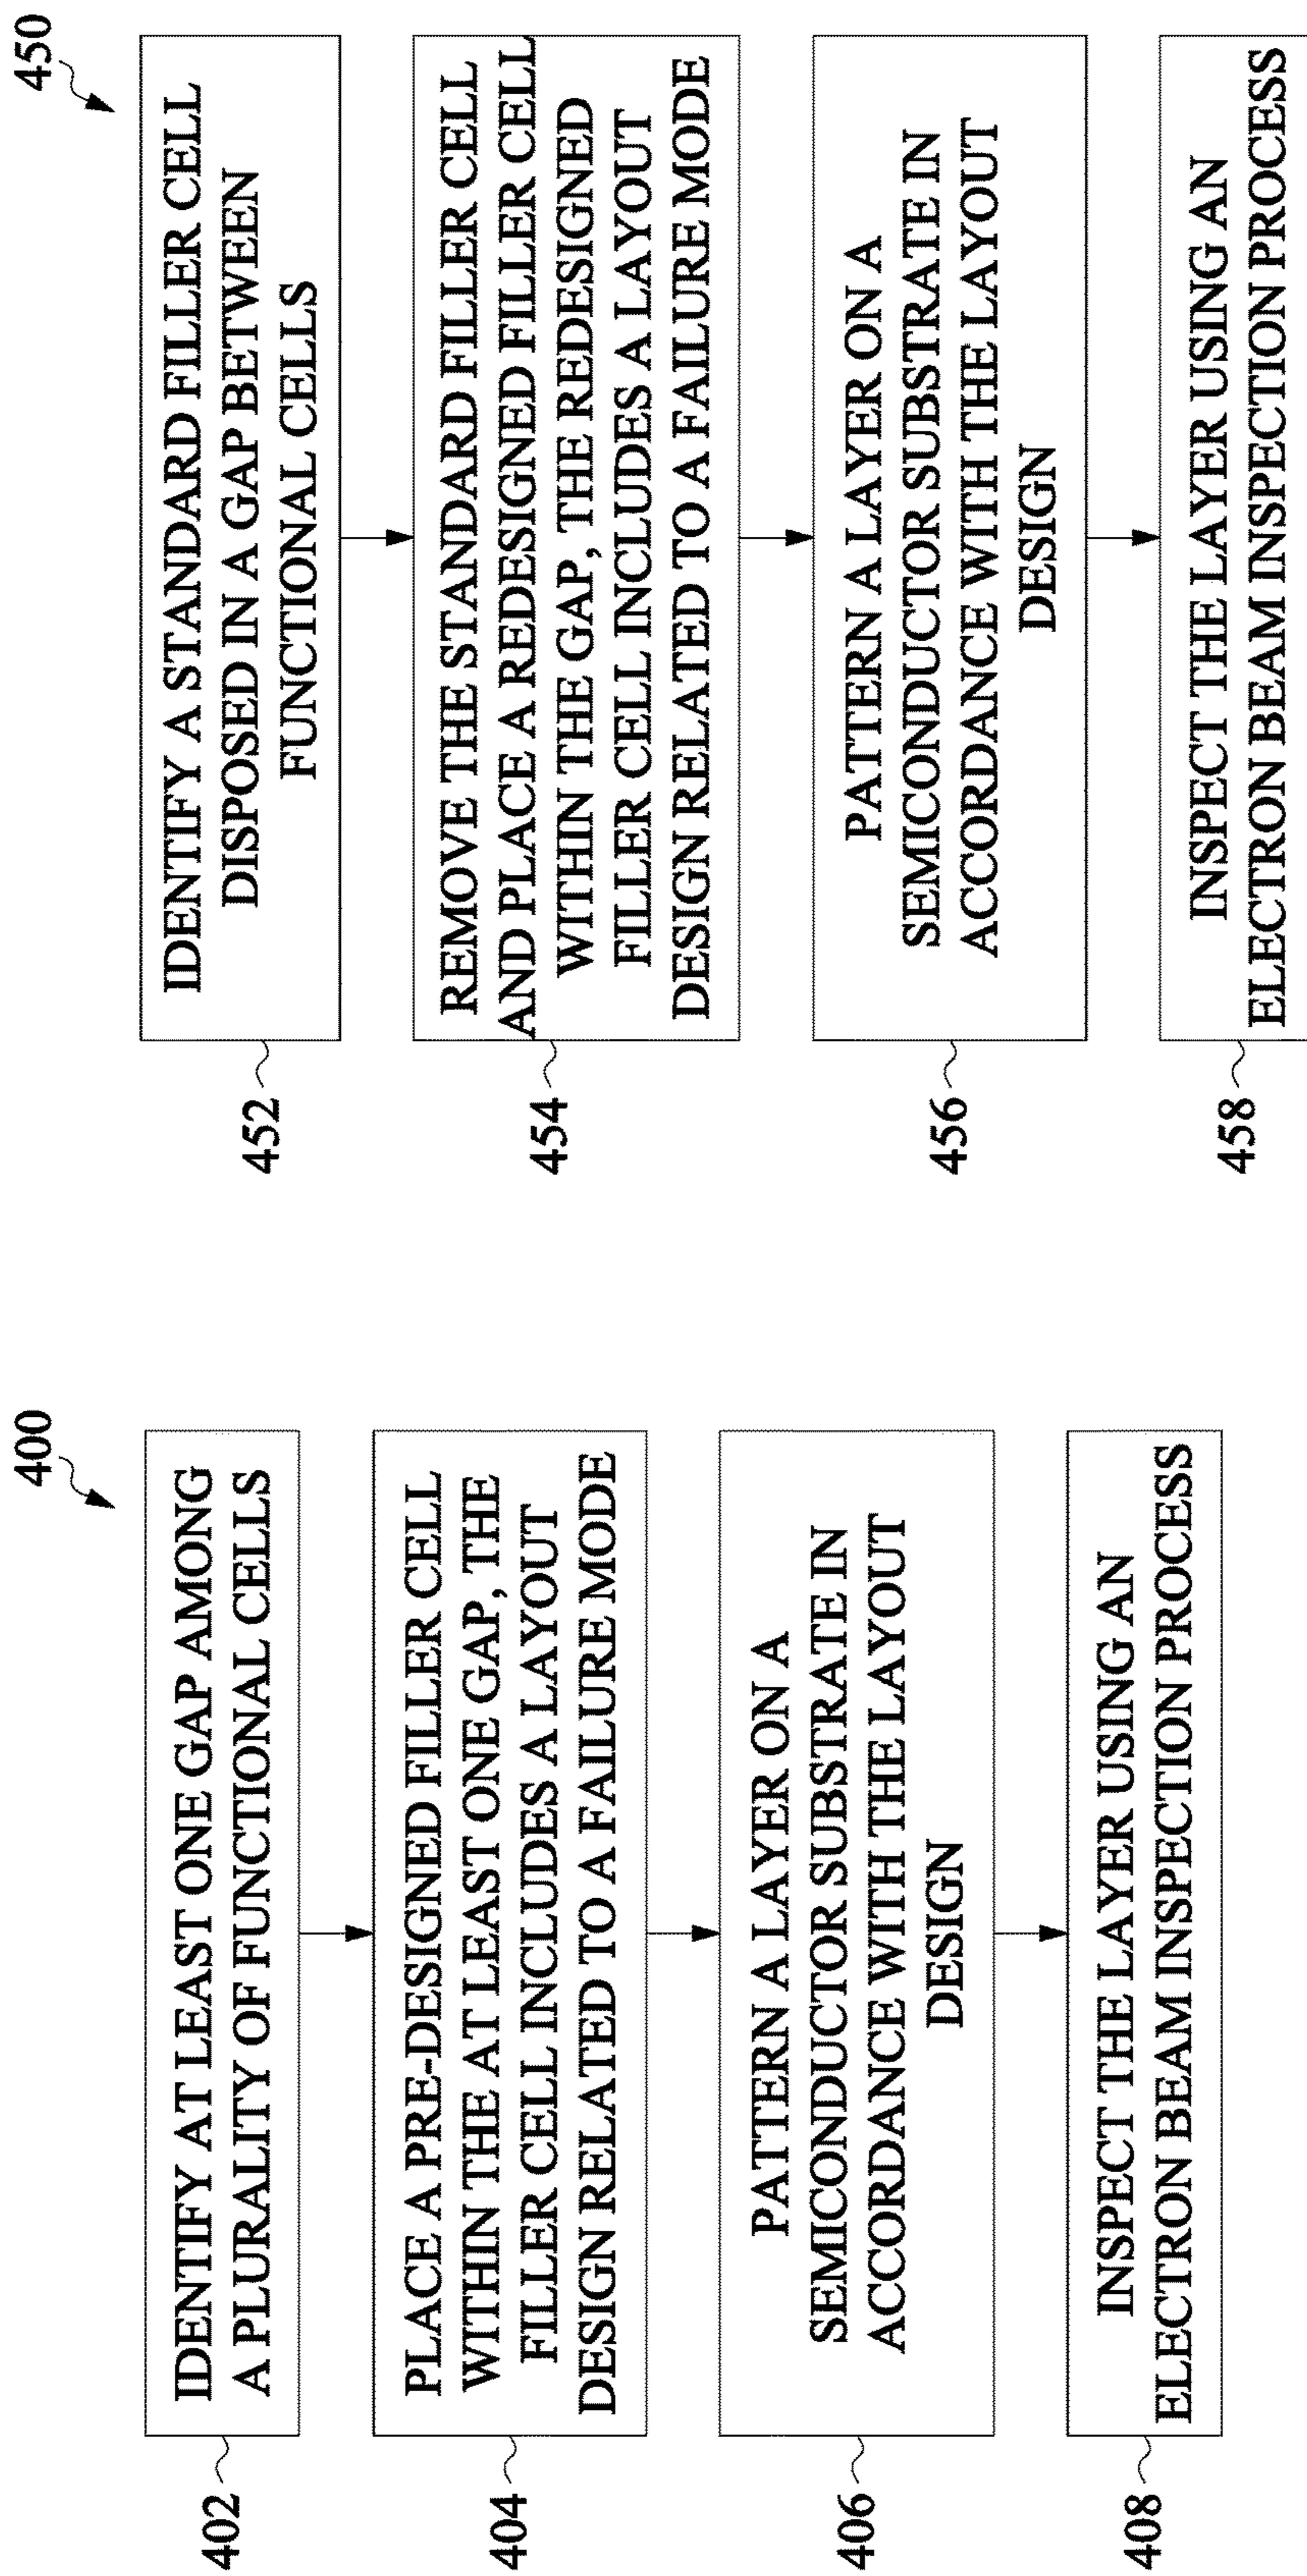 400
402
IDENTIFY AT LEAST ONE GAP AMONG
A PLURALITY OF FUNCTIONAL CELLS
404
PLACE A PRE-DESIGNED FILLER CELL
WITHIN THE AT LEAST ONE GAP, THE
FILLER CELL INCLUDES A LAYOUT
DESIGN RELATED TO A FAILURE MODE
406
PATTERN A LAYER ON A
SEMICONDUCTOR SUBSTRATE IN
ACCORDANCE WITH THE LAYOUT
DESIGN
408
INSPECT THE LAYER USING AN
ELECTRON BEAM INSPECTION PROCESS
450
452
IDENTIFY A STANDARD FILLER CELL
DISPOSED IN A GAP BETWEEN
FUNCTIONAL CELLS
454
REMOVE THE STANDARD FILLER CELL
AND PLACE A REDESIGNED FILLER CELL
WITHIN THE GAP, THE REDESIGNED
FILLER CELL INCLUDES A LAYOUT
DESIGN RELATED TO A FAILURE MODE
456
PATTERN A LAYER ON A
SEMICONDUCTOR SUBSTRATE IN
ACCORDANCE WITH THE LAYOUT
DESIGN
458
INSPECT THE LAYER USING AN
ELECTRON BEAM INSPECTION PROCESS